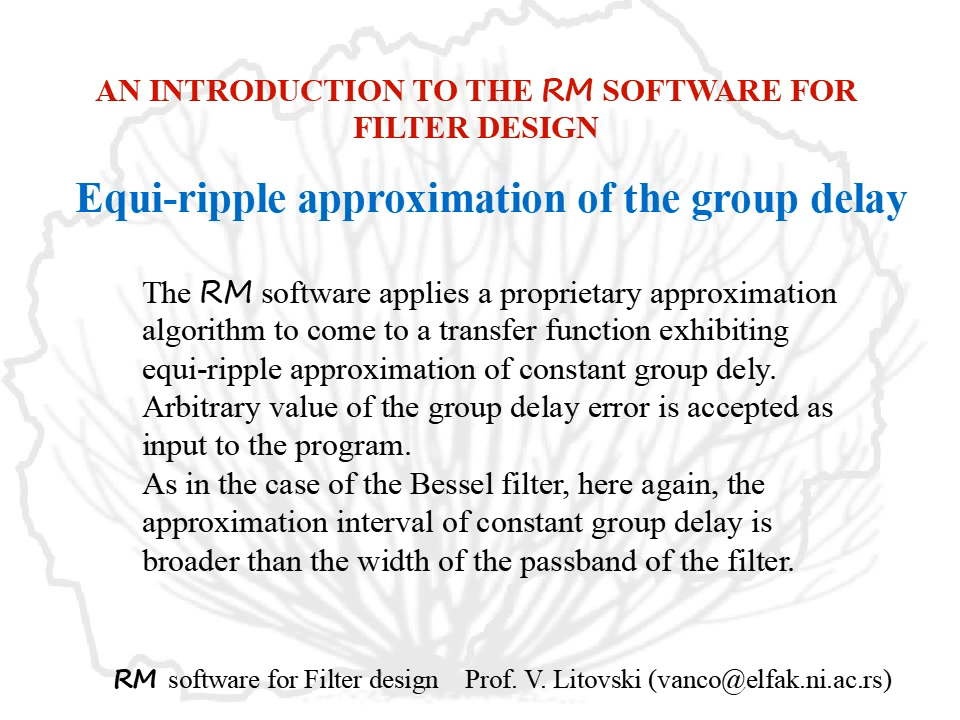 AN INTRODUCTION TO THE RM SOFTWARE FOR
FILTER DESIGN
Equi-ripple approximation of the group delay
The RM software applies a proprietary approximation
algorithm to come to a transfer function exhibiting
equi-ripple approximation of constant group dely.
Arbitrary value of the group delay error is accepted as
input to the program.
As in the case of the Bessel filter, here again, the
approximation interval of constant group delay is
broader than the width of the passband of the filter.
RM software for Filter design Prof. V. Litovski (vanco@elfak.ni.ac.rs)